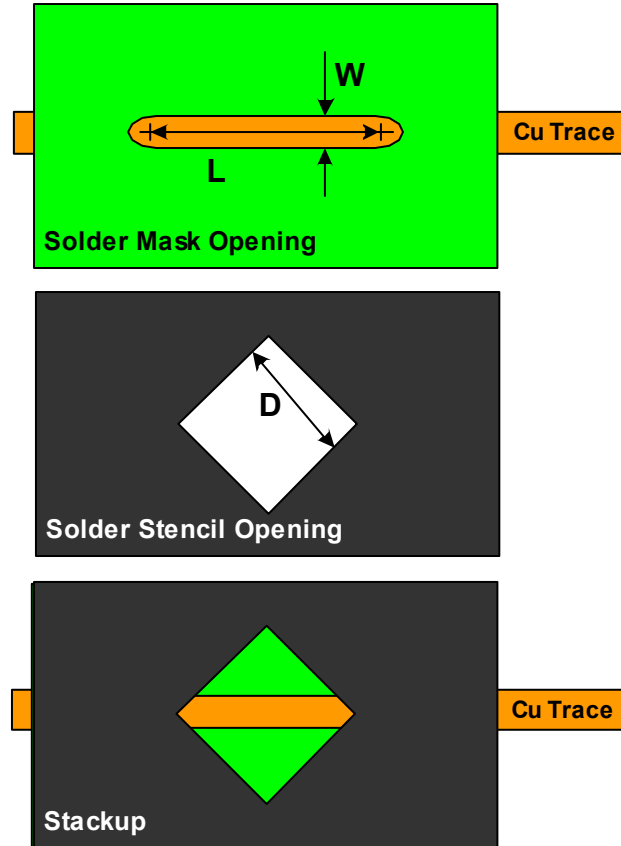 W
Cu Trace
L
Solder Mask Opening
D
Solder Stencil Opening
Cu Trace
Stackup